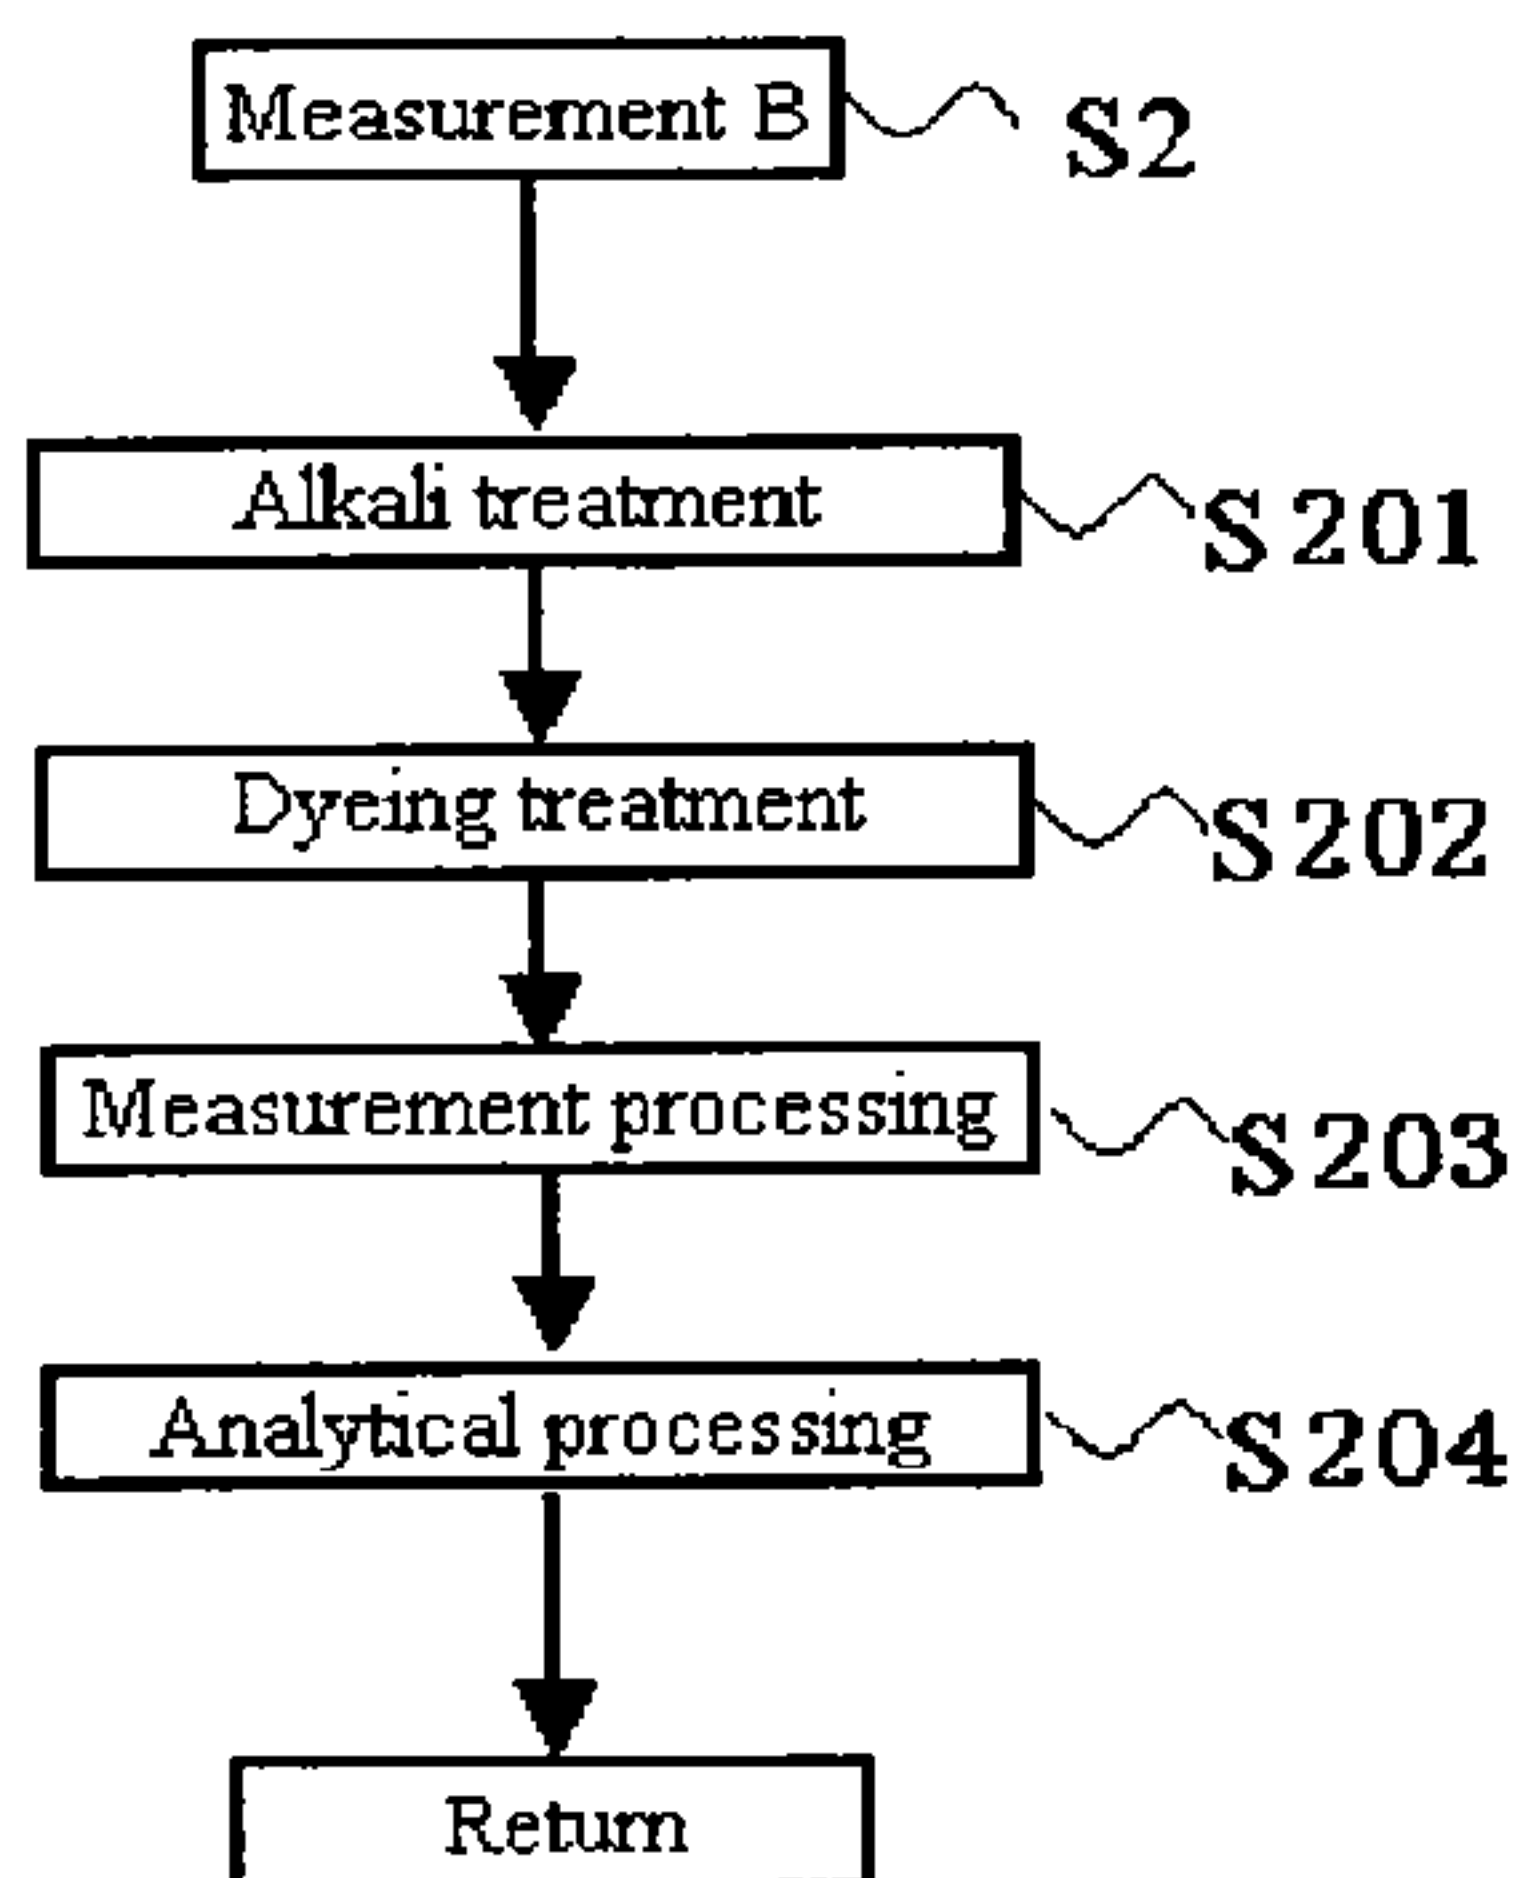 Measurement B
S2
Alkali treatment
S201
Dyeing treatment
S202
Measurement processing
S203
Analytical processing
S204
Return